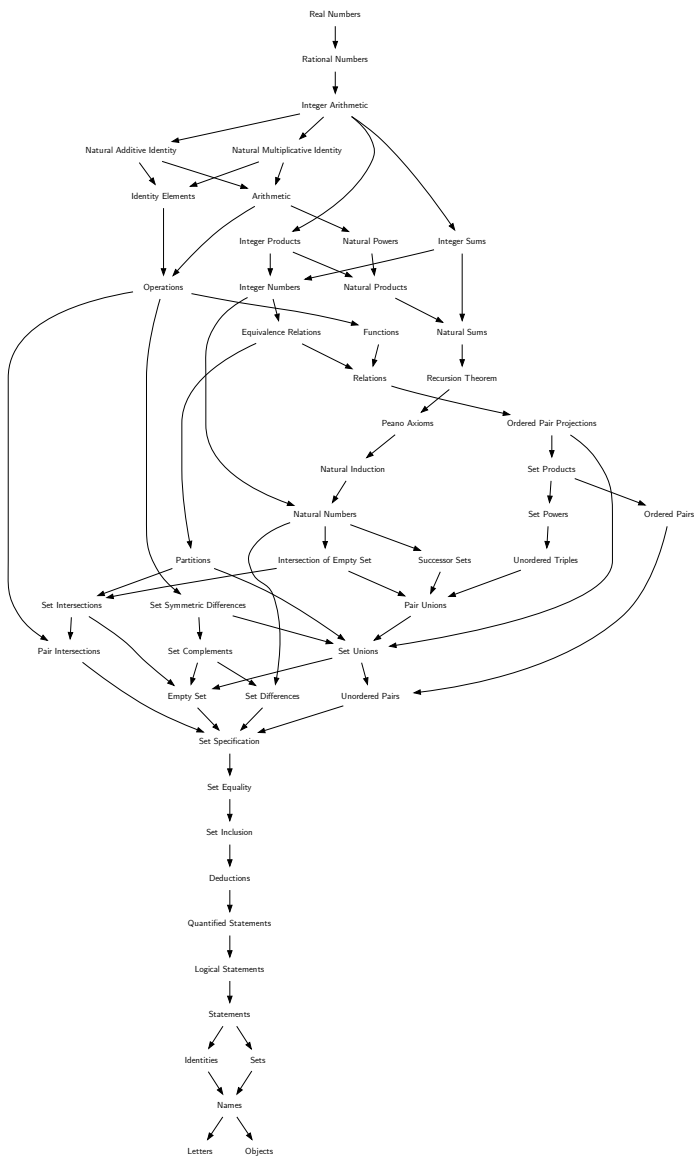 Real Numbers
Rational Numbers
Integer Arithmetic
Natural Additive Identity
Natural Multiplicative Identity
Identity Elements
Arithmetic
Integer Products
Natural Powers
Integer Sums
Operations
Integer Numbers
Natural Products
Equivalence Relations
Functions
Natural Sums
Relations
Recursion Theorem
Peano Axioms
Ordered Pair Projections
Natural Induction
Set Products
Natural Numbers
Set Powers
Ordered Pairs
Partitions
Intersection of Empty Set
Successor Sets
Unordered Triples
Set Intersections
Set Symmetric Differences
Pair Unions
Pair Intersections
Set Complements
Set Unions
Empty Set
Set Differences
Unordered Pairs
Set Specification
Set Equality
Set Inclusion
Deductions
Quantified Statements
Logical Statements
Statements
Identities
Sets
Names
Letters
Objects